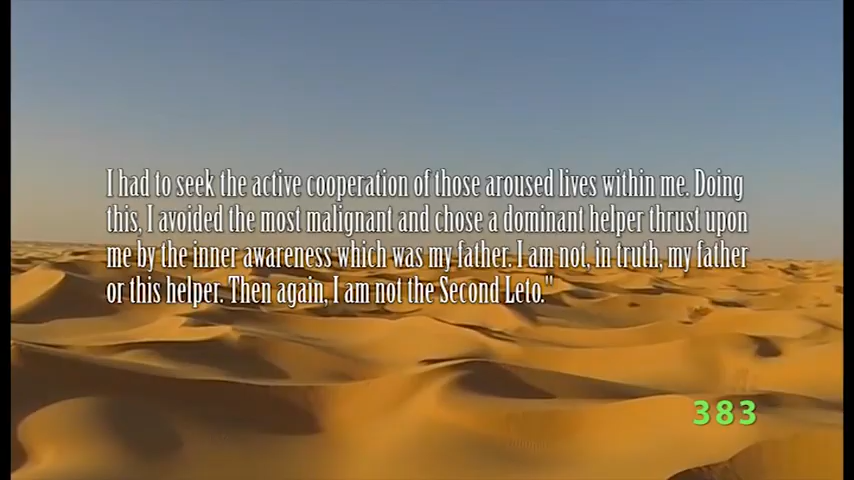 I had to seek the active cooperation of those aroused lives within me. Doing
this, I avoided the most malignant and chose a dominant helper thrust upon
me by the inner awareness which was my father. I am not, in truth, my father
or this helper. Then again, I am not the Second Leto."
383